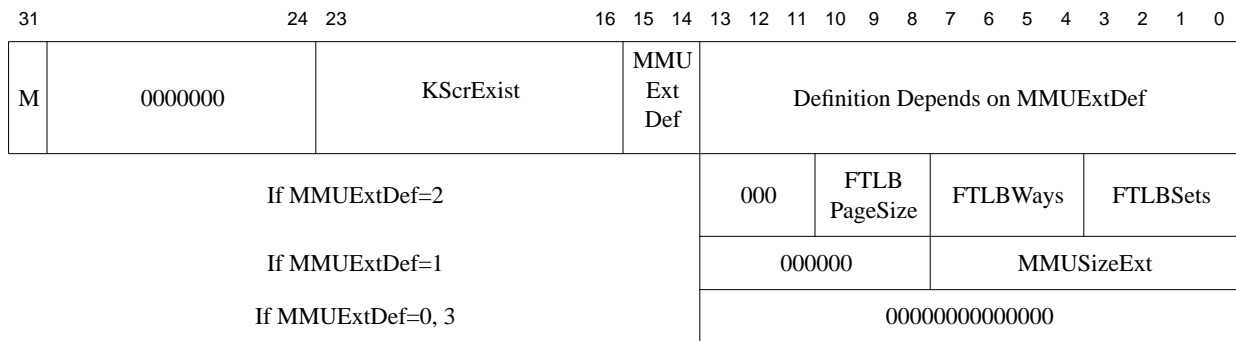 31 24 23 16 15 14 13 12 11 10 9 8 7 6 5 4 3 2 1 0
M 0000000 KScrExist MMU Definition Depends on MMUExtDef
Ext
Def
If MMUExtDef=2 000 FTLB FTLBWays FTLBSets
PageSize
If MMUExtDef=1 000000 MMUSizeExt
If MMUExtDef=0, 3 00000000000000